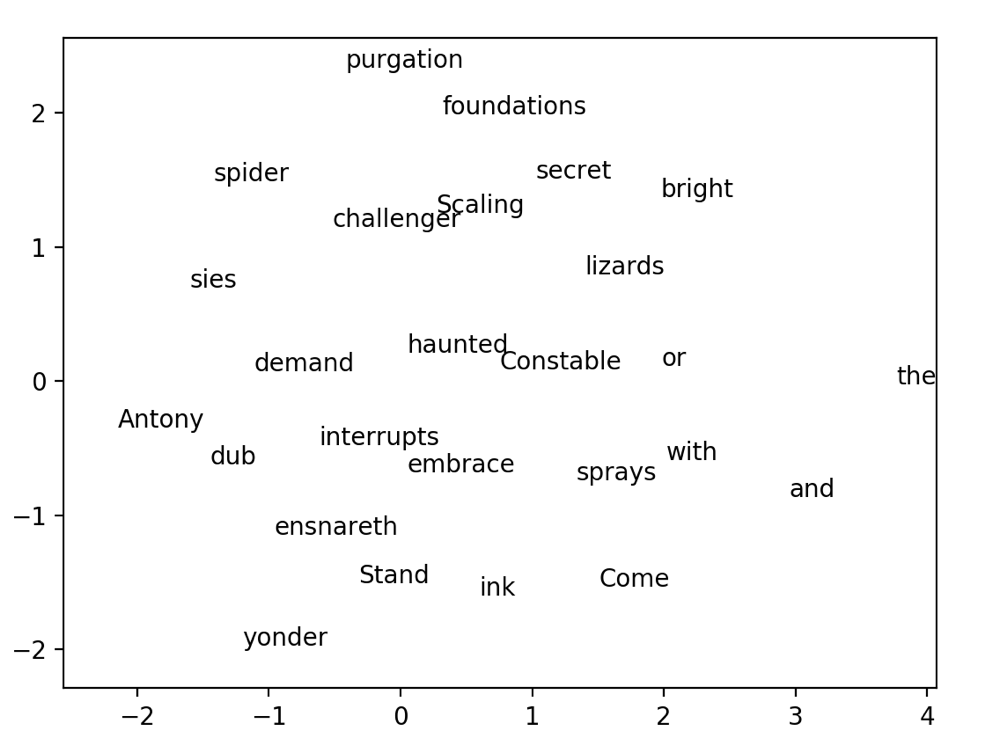 purgation
2
foundations
spider
secret
bright
Scaling
challenger
1
lizards
sies
haunted
or
demand
Constable
0
the
Antony
interrupts
with
dub
embrace
sprays
and
−1
ensnareth
Stand
Come
ink
yonder
−2
−2 −1 0 1 2 3 4